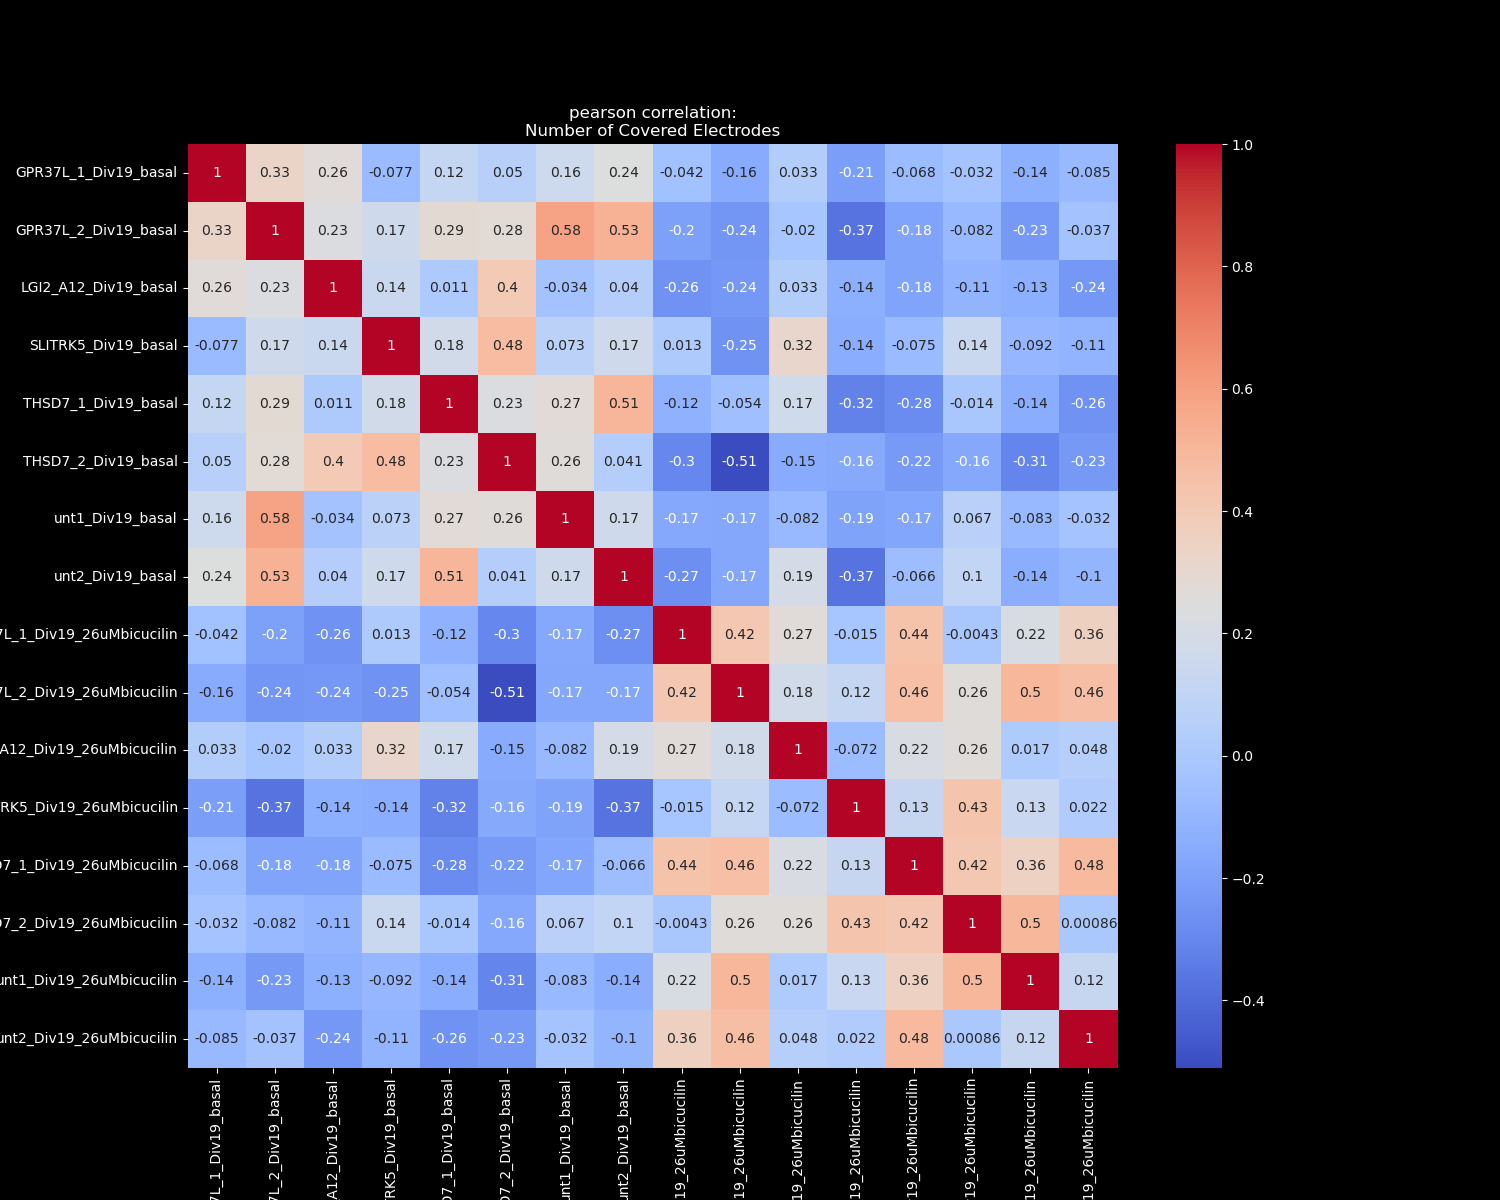 pearson correlation:
Number of Covered Electrodes
GPR37L_1_Div19_basal 1 0.33 0.26 -0.077 0.12 0.05 0.16 0.24 -0.042 -0.16 0.033 -0.21 -0.068 -0.032 -0.14 -0.085
GPR37L_2_Div19_basal 0.33 1 0.23 0.17 0.29 0.28 0.58 0.53 -0.2 -0.24 -0.02 -0.37 -0.18 -0.082 -0.23 -0.037
LGI2_A12_Div19_basal 0.26 0.23 1 0.14 0.011 0.4 -0.034 0.04 -0.26 -0.24 0.033 -0.14 -0.18 -0.11 -0.13 -0.24
SLITRK5_Div19_basal -0.077 0.17 0.14 1 0.18 0.48 0.073 0.17 0.013 -0.25 0.32 -0.14 -0.075 0.14 -0.092 -0.11
THSD7_1_Div19_basal 0.12 0.29 0.011 0.18 1 0.23 0.27 0.51 -0.12 -0.054 0.17 -0.32 -0.28 -0.014 -0.14 -0.26
THSD7_2_Div19_basal 0.05 0.28 0.4 0.48 0.23 1 0.26 0.041 -0.3 -0.51 -0.15 -0.16 -0.22 -0.16 -0.31 -0.23
unt1_Div19_basal 0.16 0.58 -0.034 0.073 0.27 0.26 1 0.17 -0.17 -0.17 -0.082 -0.19 -0.17 0.067 -0.083 -0.032
unt2_Div19_basal 0.24 0.53 0.04 0.17 0.51 0.041 0.17 1 -0.27 -0.17 0.19 -0.37 -0.066 0.1 -0.14 -0.1
7L_1_Div19_26uMbicucilin -0.042 -0.2 -0.26 0.013 -0.12 -0.3 -0.17 -0.27 1 0.42 0.27 -0.015 0.44 -0.0043 0.22 0.36
7L_2_Div19_26uMbicucilin -0.16 -0.24 -0.24 -0.25 -0.054 -0.51 -0.17 -0.17 0.42 1 0.18 0.12 0.46 0.26 0.5 0.46
A12_Div19_26uMbicucilin 0.033 -0.02 0.033 0.32 0.17 -0.15 -0.082 0.19 0.27 0.18 1 -0.072 0.22 0.26 0.017 0.048
RK5_Div19_26uMbicucilin -0.21 -0.37 -0.14 -0.14 -0.32 -0.16 -0.19 -0.37 -0.015 0.12 -0.072 1 0.13 0.43 0.13 0.022
D7_1_Div19_26uMbicucilin -0.068 -0.18 -0.18 -0.075 -0.28 -0.22 -0.17 -0.066 0.44 0.46 0.22 0.13 1 0.42 0.36 0.48
D7_2_Div19_26uMbicucilin -0.032 -0.082 -0.11 0.14 -0.014 -0.16 0.067 0.1 -0.0043 0.26 0.26 0.43 0.42 1 0.5 0.00086
unt1_Div19_26uMbicucilin -0.14 -0.23 -0.13 -0.092 -0.14 -0.31 -0.083 -0.14 0.22 0.5 0.017 0.13 0.36 0.5 1 0.12
unt2_Div19_26uMbicucilin -0.085 -0.037 -0.24 -0.11 -0.26 -0.23 -0.032 -0.1 0.36 0.46 0.048 0.022 0.48 0.00086 0.12 1
7L_1_Div19_basal
7L_2_Div19_basal
A12_Div19_basal
RK5_Div19_basal
D7_1_Div19_basal
D7_2_Div19_basal
unt1_Div19_basal
unt2_Div19_basal
19_26uMbicucilin
19_26uMbicucilin
19_26uMbicucilin
19_26uMbicucilin
19_26uMbicucilin
19_26uMbicucilin
19_26uMbicucilin
19_26uMbicucilin
1.0
0.8
0.6
0.4
0.2
0.0
−0.2
−0.4